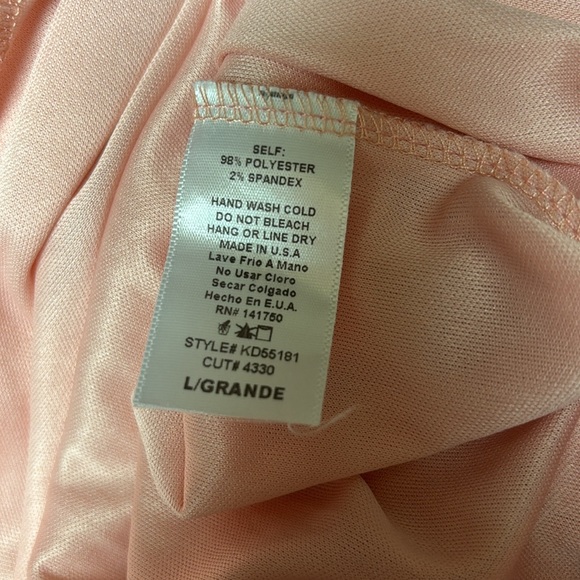 SELF:
98% POLYESTER
2% SPANDEX
HAND WASH COLD
DO NOT BLEACH
HANG OR LINE DRY
MADE IN U.S.A
Lave Frio A Mano
No Usar Cloro
Secar Colgado
Hecho En E.U.A.
RN# 141750
STYLE# KD55181
CUT# 4330
L/GRANDE